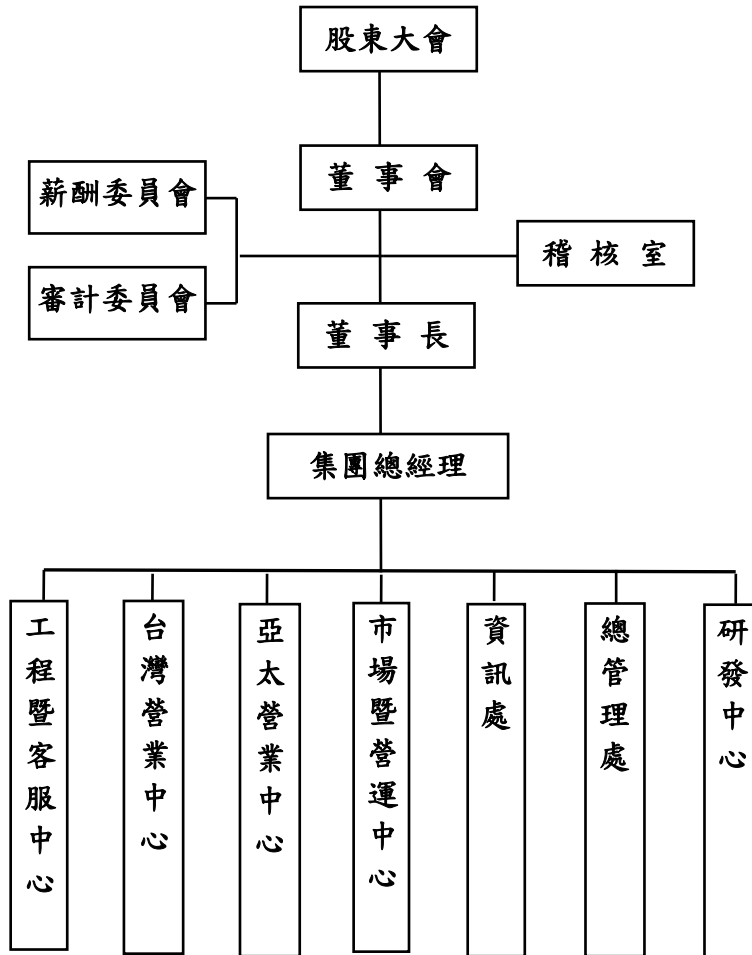 股東大會
董事會
薪酬委員會
稽核室
審計委員會
董事長
集團總經理
工程暨客服中心
台灣營業中心
亞太營業中心
市場暨營運中心
資訊處
總管理處
研發中心